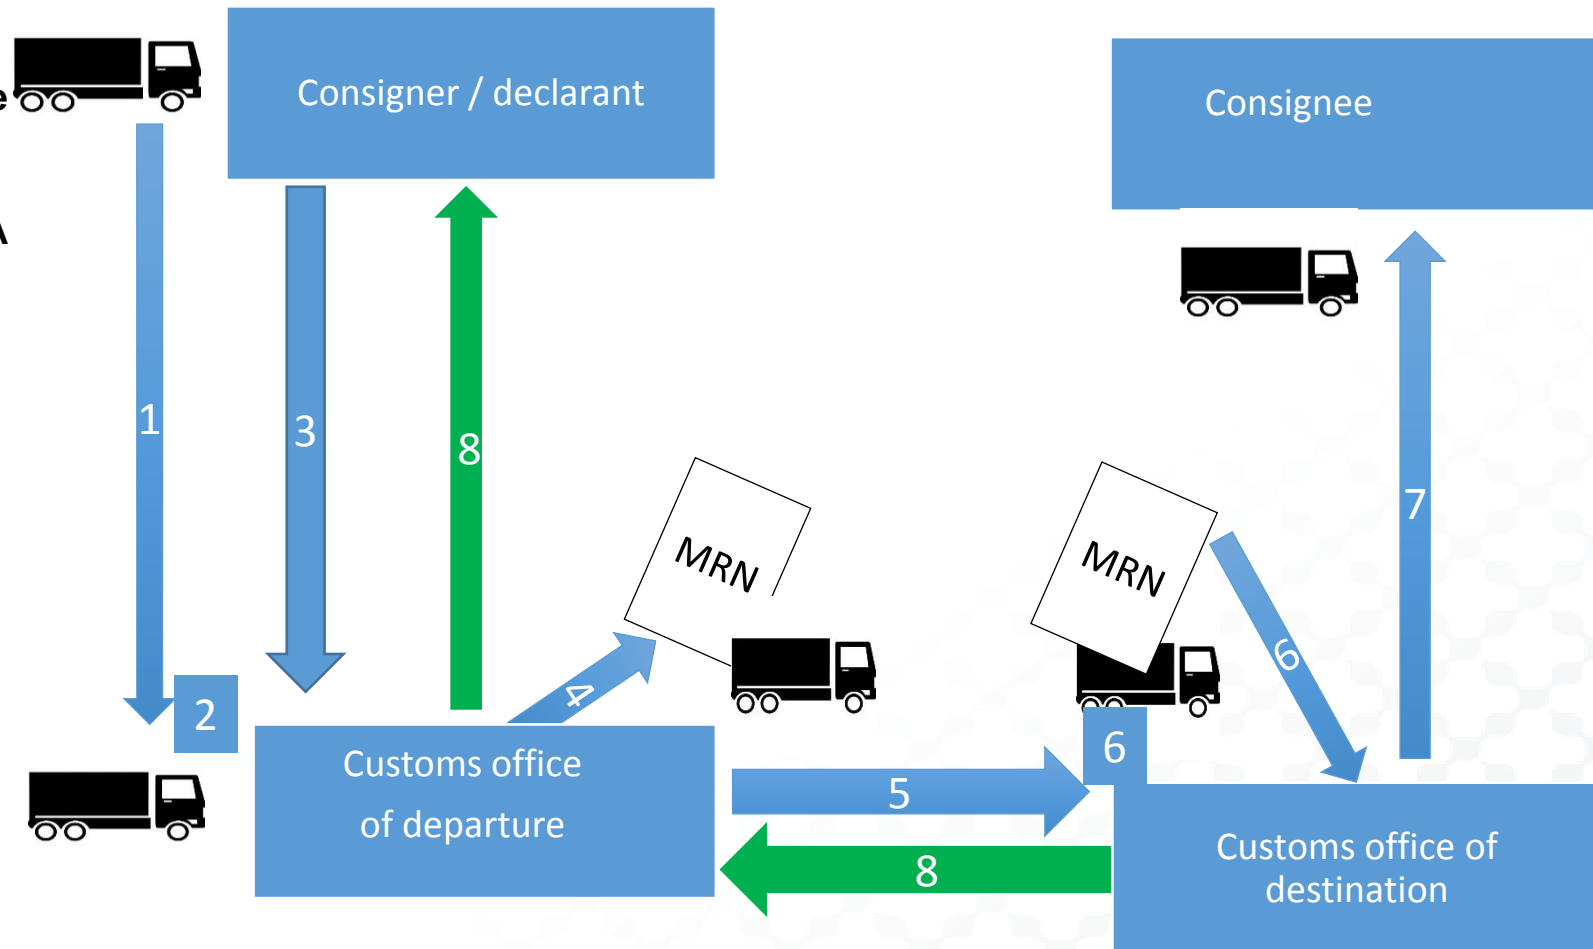 Consigner / declarant
Consignee
e
A
1
3
8
7
MRN
MRN
4
6
2
6
Customs office
of departure
5
8
Customs office of
destination